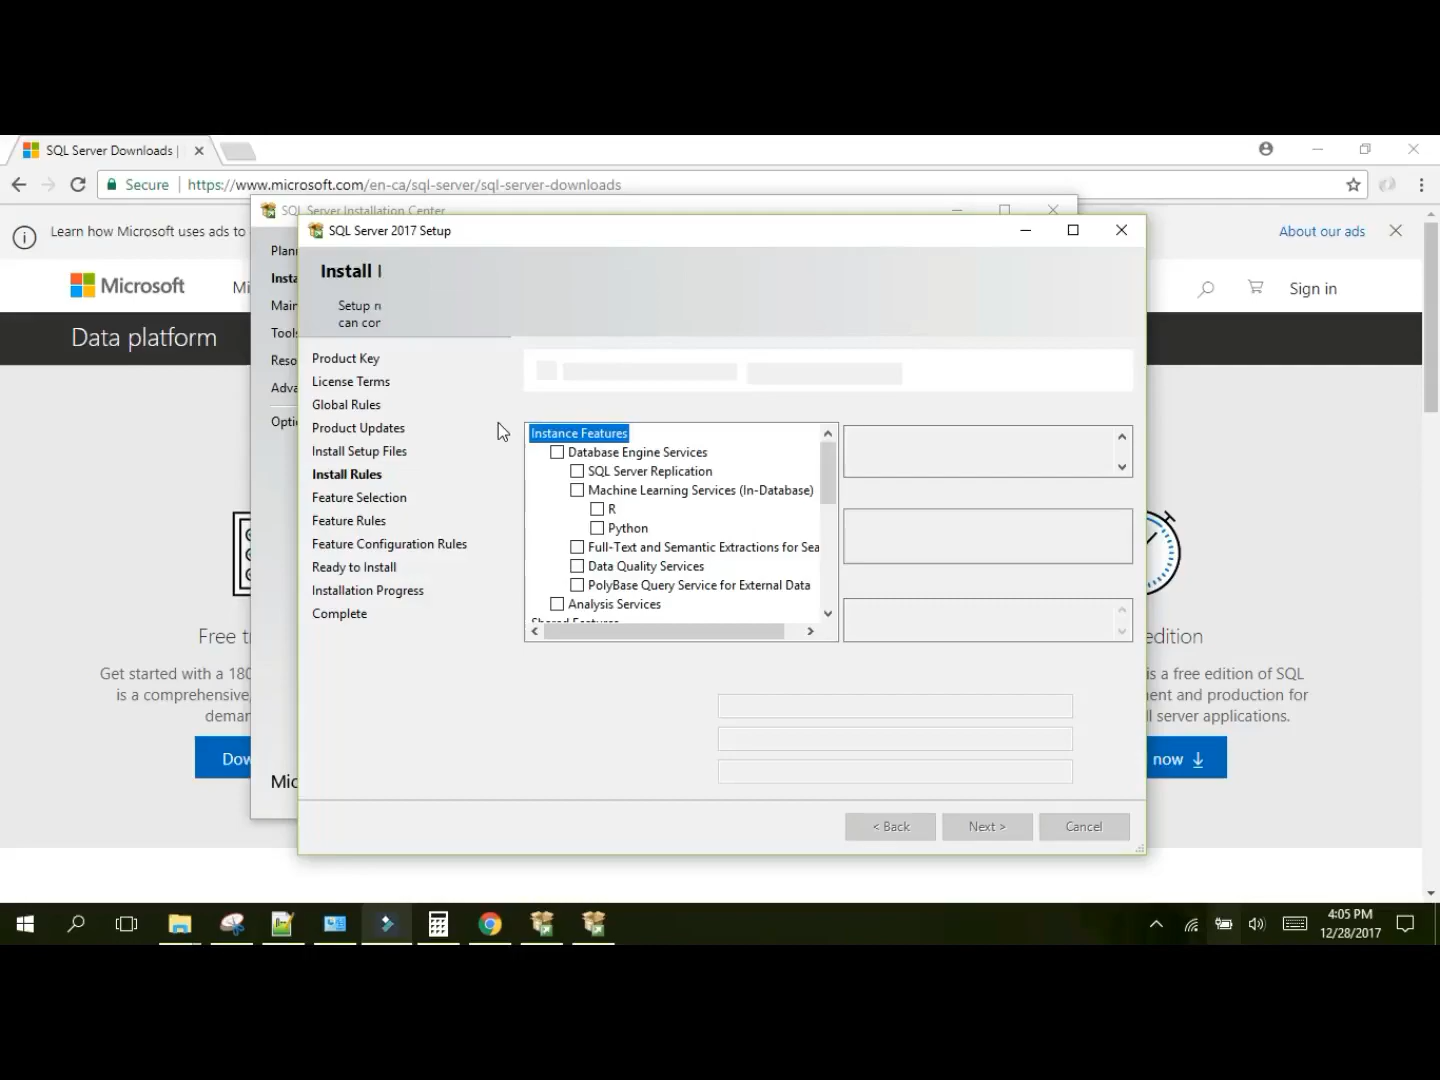 SQL Server Downloads |
Secure
https://www.microsoft.com/en-ca/sql-server/sql-server-downloads
SQL Server Installation Center
Learn how Microsoft uses ads to
About our ads
SQL Server 2017 Setup
Microsoft
Mi
Sign in
Data platform
Install
Setup n
can cor
Plann
Insta
Main
Tools
Reso
Adva
Optio
Product Key
License Terms
Global Rules
Product Updates
Install Setup Files
Install Rules
Feature Selection
Feature Rules
Feature Configuration Rules
Ready to Install
Installation Progress
Complete
Instance Features
Database Engine Services
SQL Server Replication
Machine Learning Services (In-Database)
R
Python
Full-Text and Semantic Extractions for Sea
Data Quality Services
PolyBase Query Service for External Data
Analysis Services
Shared Features
Free t
edition
Get started with a 180
is a comprehensive,
deman
is a free edition of SQL
ent and production for
l server applications.
Dow
now
Mic
< Back
Next >
Cancel
4:05 PM
12/28/2017